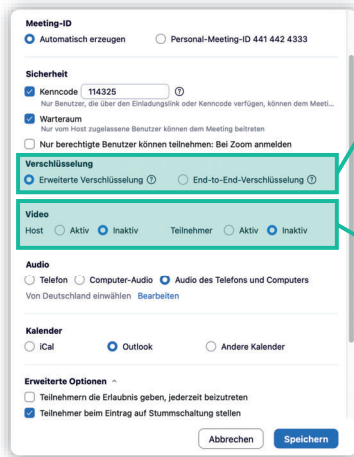 Meeting-ID
Automatisch erzeugen Personal-Meeting-ID 441 442 4333
Sicherheit
Kenncode 114325
Nur Benutzer, die über den Einladungslink oder Kenncode verfügen, können dem Meeti...
Warteraum
Nur vom Host zugelassene Benutzer können dem Meeting beitreten
Nur berechtigte Benutzer können teilnehmen: Bei Zoom anmelden
Verschlüsselung
Erweiterte Verschlüsselung ? End-to-End-Verschlüsselung ?
Video
Host Aktiv Inaktiv Teilnehmer Aktiv Inaktiv
Audio
Telefon Computer-Audio Audio des Telefons und Computers
Von Deutschland einwählen Bearbeiten
Kalender
iCal Outlook Andere Kalender
Erweiterte Optionen
Teilnehmern die Erlaubnis geben, jederzeit beizutreten
Teilnehmer beim Eintrag auf Stummschaltung stellen
Abbrechen Speichern